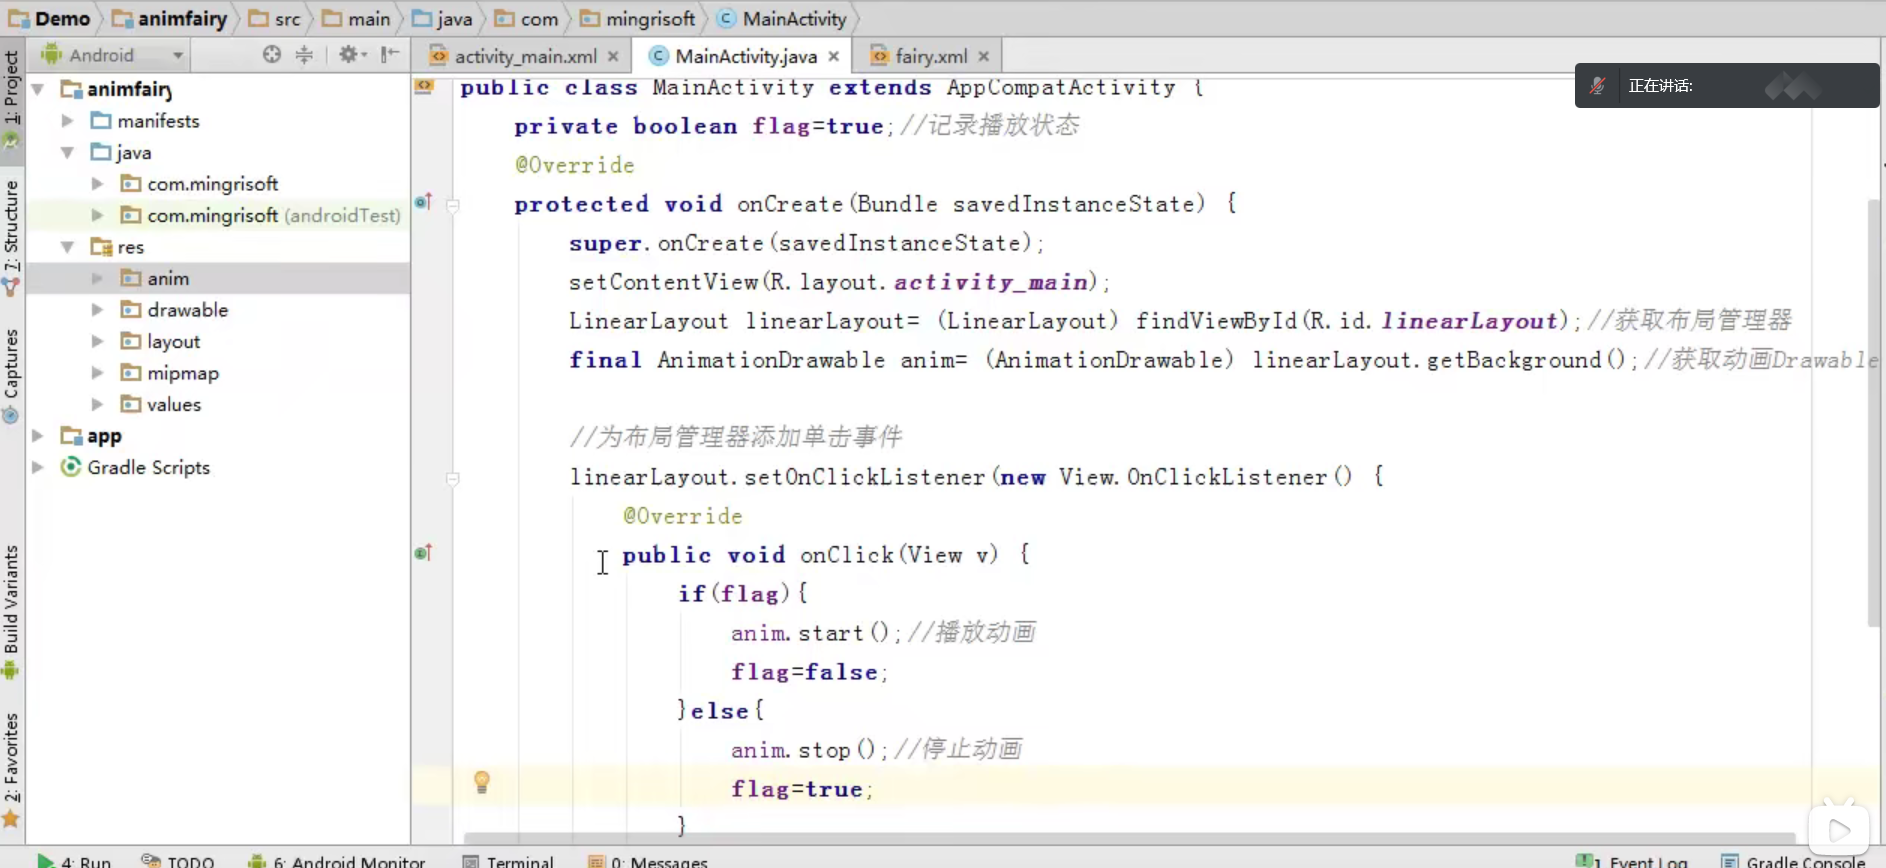 Demo animfairy src main java com mingrisoft MainActivity
Android
activity_main.xml MainActivity.java fairy.xml
1: Project
7: Structure
Captures
Build Variants
2: Favorites
animfairy
manifests
java
com.mingrisoft
com.mingrisoft (androidTest)
res
anim
drawable
layout
mipmap
values
app
Gradle Scripts
正在讲话:
public class MainActivity extends AppCompatActivity {
private boolean flag=true;//记录播放状态
@Override
protected void onCreate(Bundle savedInstanceState) {
super.onCreate(savedInstanceState);
setContentView(R.layout.activity_main);
LinearLayout linearLayout= (LinearLayout) findViewById(R.id.linearLayout);//获取布局管理器
final AnimationDrawable anim= (AnimationDrawable) linearLayout.getBackground();//获取动画Drawable
//为布局管理器添加单击事件
linearLayout.setOnClickListener(new View.OnClickListener() {
@Override
public void onClick(View v) {
if(flag){
anim.start();//播放动画
flag=false;
}else{
anim.stop();//停止动画
flag=true;
}
4: Run TODO 6: Android Monitor Terminal 0: Messages 1 Event Log Gradle Console